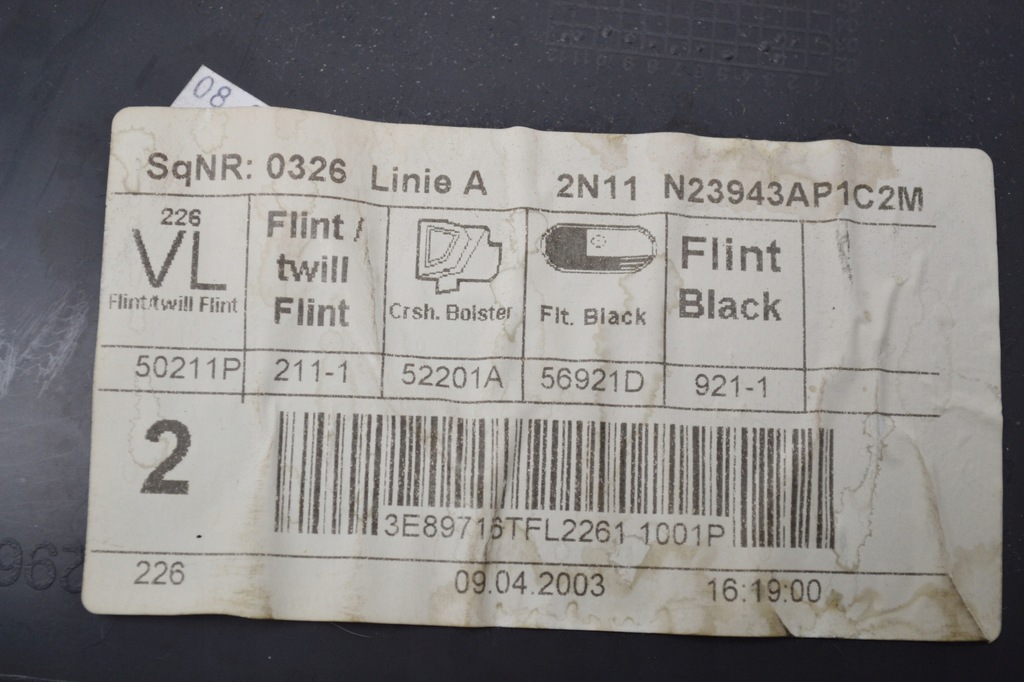 08
SqNR: 0326 Linie A 2N11 N23943AP1C2M
226
VL
Flint/twill Flint
Flint /
twill
Flint
Crsh. Bolster
Flt. Black
Flint
Black
50211P 211-1 52201A 56921D 921-1
2
3E89716TFL2261 1001P
226 09.04.2003 16:19:00